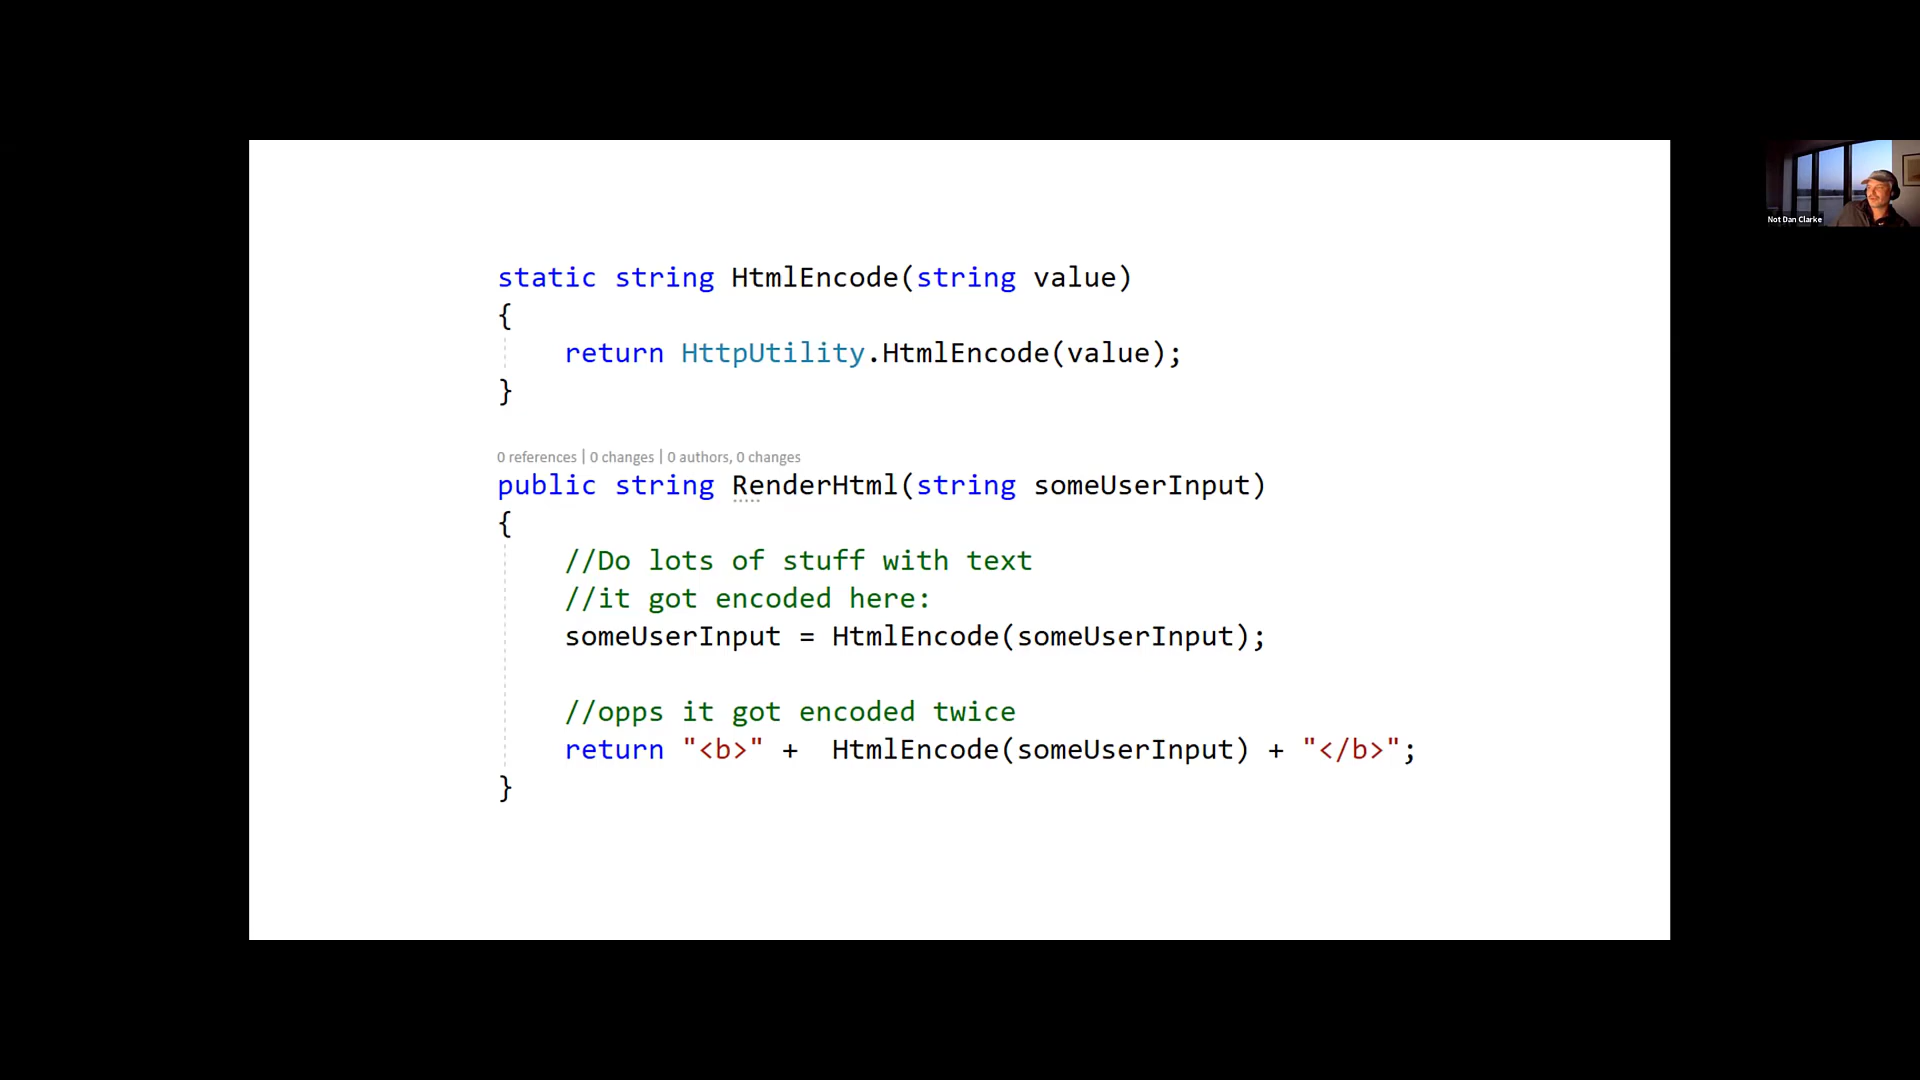 static string HtmlEncode(string value)
{
return HttpUtility.HtmlEncode(value);
}
0 references | 0 changes | 0 authors, 0 changes
public string RenderHtml(string someUserInput)
{
//Do lots of stuff with text
//it got encoded here:
someUserInput = HtmlEncode(someUserInput);
//opps it got encoded twice
return "<b>" +  HtmlEncode(someUserInput) + "</b>";
}
Not Dan Clarke